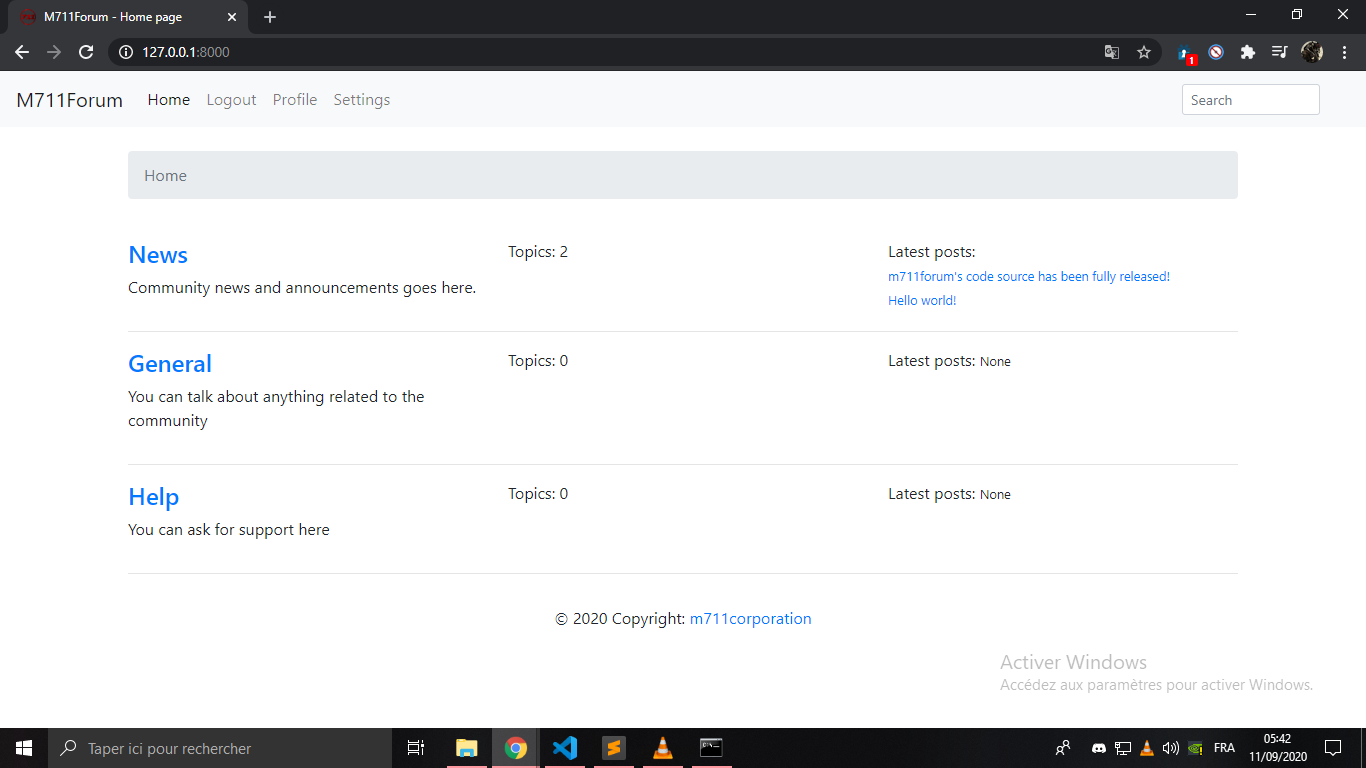 M711Forum - Home page
127.0.0.1:8000
1
M711Forum Home Logout Profile Settings Search
Home
News
Community news and announcements goes here.
Topics: 2
Latest posts:
m711forum's code source has been fully released!
Hello world!
General
You can talk about anything related to the
community
Topics: 0
Latest posts: None
Help
You can ask for support here
Topics: 0
Latest posts: None
© 2020 Copyright: m711corporation
Activer Windows
Accédez aux paramètres pour activer Windows.
Taper ici pour rechercher
FRA
05:42
11/09/2020